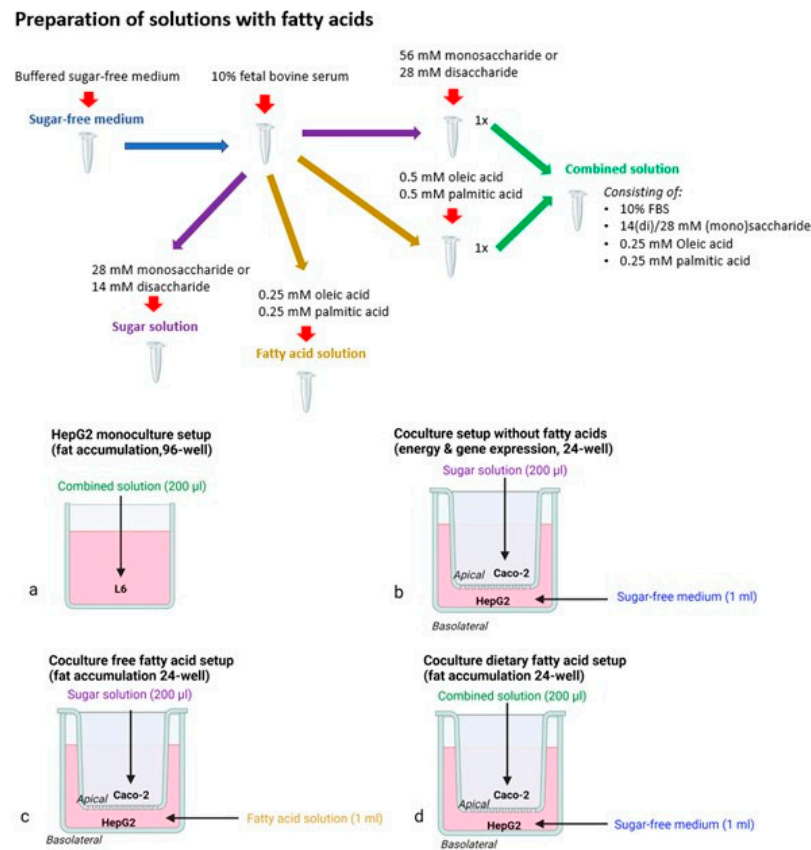 Preparation of solutions with fatty acids
Buffered sugar-free medium
Sugar-free medium
10% fetal bovine serum
56 mM monosaccharide or
28 mM disaccharide
1x
0.5 mM oleic acid
0.5 mM palmitic acid
1x
Combined solution
Consisting of:
• 10% FBS
• 14(di)/28 mM (mono)saccharide
• 0.25 mM Oleic acid
• 0.25 mM palmitic acid
28 mM monosaccharide or
14 mM disaccharide
Sugar solution
0.25 mM oleic acid
0.25 mM palmitic acid
Fatty acid solution
HepG2 monoculture setup
(fat accumulation,96-well)
Combined solution (200 µl)
L6
a
Coculture setup without fatty acids
(energy & gene expression, 24-well)
Sugar solution (200 µl)
Apical
Caco-2
HepG2
Basolateral
Sugar-free medium (1 ml)
b
Coculture free fatty acid setup
(fat accumulation 24-well)
Sugar solution (200 µl)
Apical
Caco-2
HepG2
Basolateral
Fatty acid solution (1 ml)
c
Coculture dietary fatty acid setup
(fat accumulation 24-well)
Combined solution (200 µl)
Apical
Caco-2
HepG2
Basolateral
Sugar-free medium (1 ml)
d